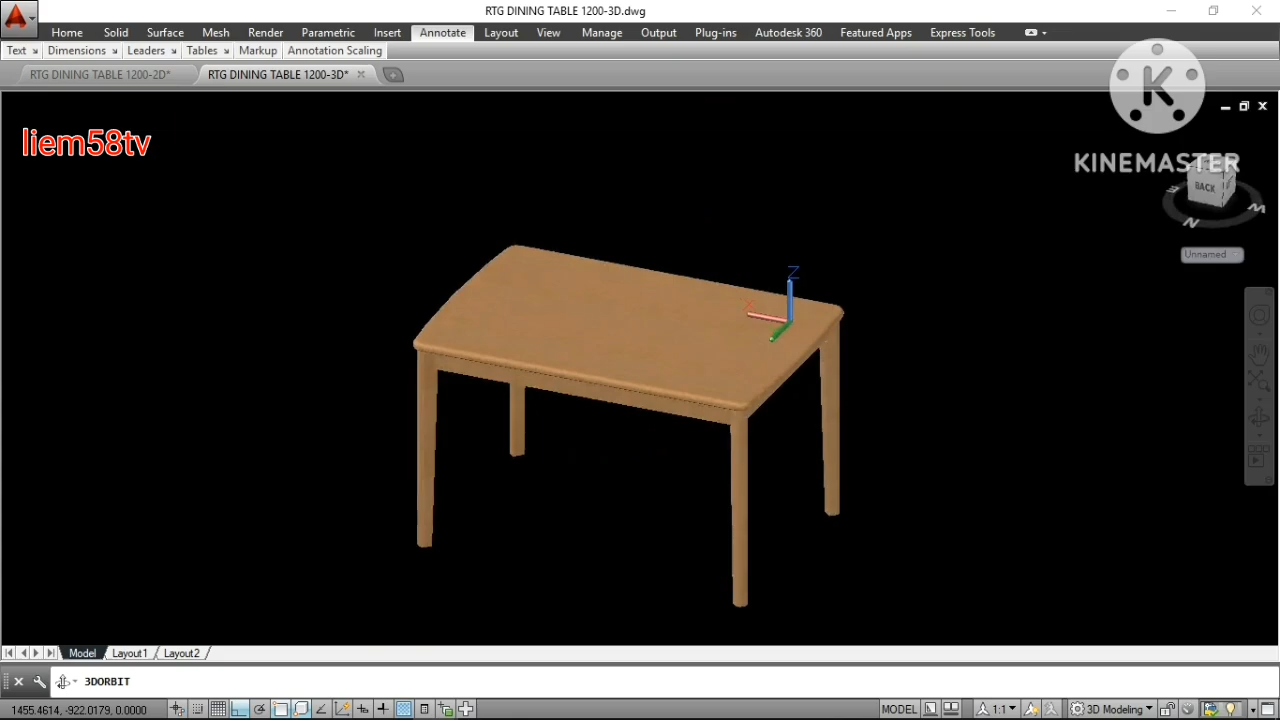 RTG DINING TABLE 1200-3D.dwg
Home Solid Surface Mesh Render Parametric Insert Annotate Layout View Manage Output Plug-ins Autodesk 360 Featured Apps Express Tools
Text Dimensions Leaders Tables Markup Annotation Scaling
RTG DINING TABLE 1200-2D* RTG DINING TABLE 1200-3D*
K
liem58tv
KINEMASTER
BACK
N
Unnamed
Z
X
Model Layout1 Layout2
3DORBIT
1455.4614, -922.0179, 0.0000 MODEL 1:1 3D Modeling